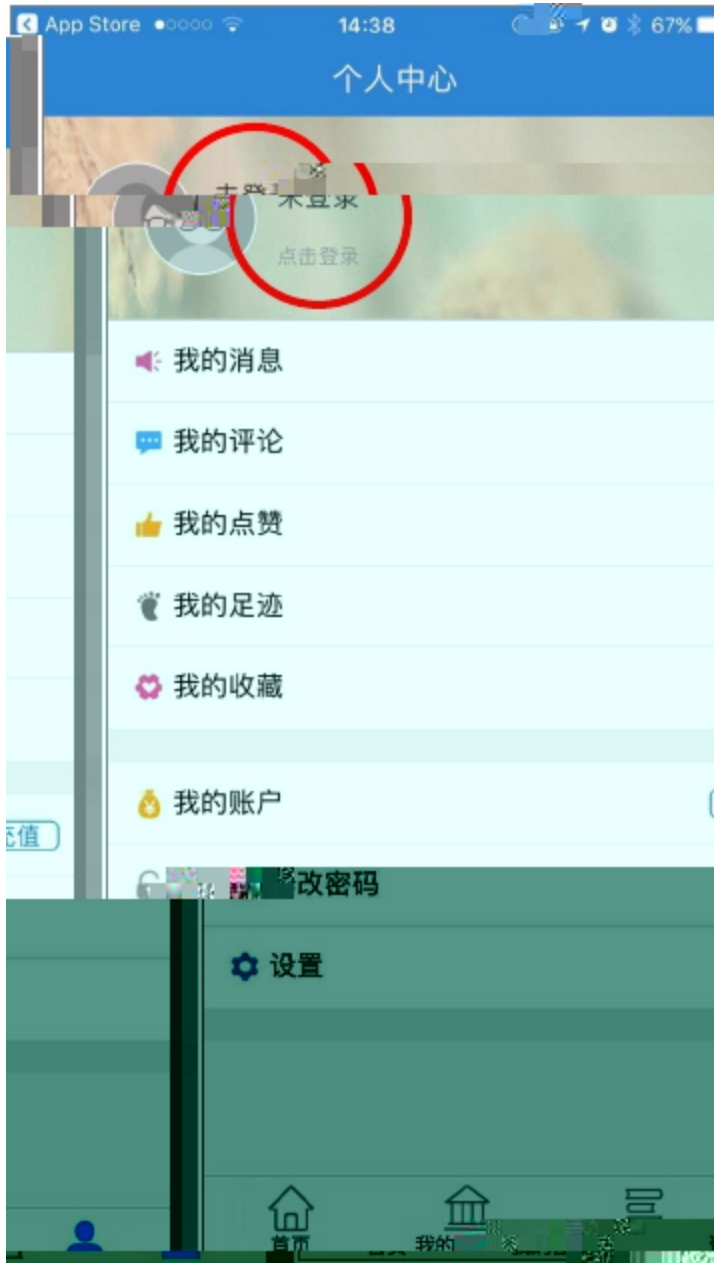 App Store 14:38 67%
个人中心
未登录
点击登录
我的消息
我的评论
我的点赞
我的足迹
我的收藏
我的账户
充值
改密码
设置
首页 我的